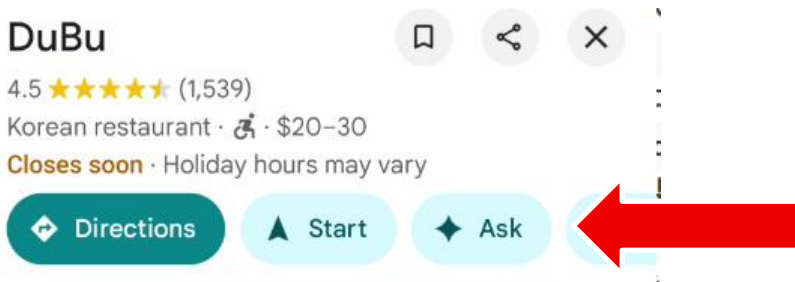 DuBu
4.5 (1,539)
Korean restaurant · · $20–30
Closes soon · Holiday hours may vary
Directions Start Ask